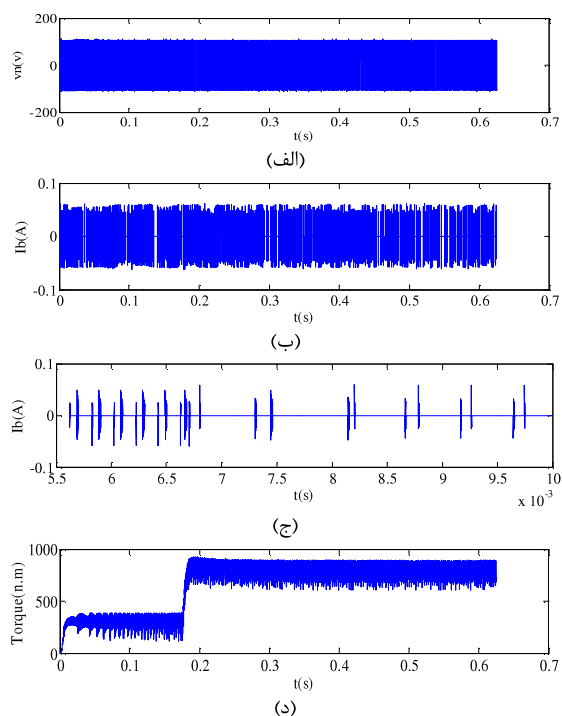 200
vn(v)
0
-200
0 0.1 0.2 0.3 0.4 0.5 0.6 0.7
t(s)
(الف)
0.1
Ib(A)
0
-0.1
0 0.1 0.2 0.3 0.4 0.5 0.6 0.7
t(s)
(ب)
0.1
Ib(A)
0
-0.1
5.5 6 6.5 7 7.5 8 8.5 9 9.5 10
t(s)
x 10⁻³
(ج)
1000
Torque(n.m)
500
0
0 0.1 0.2 0.3 0.4 0.5 0.6 0.7
t(s)
(د)